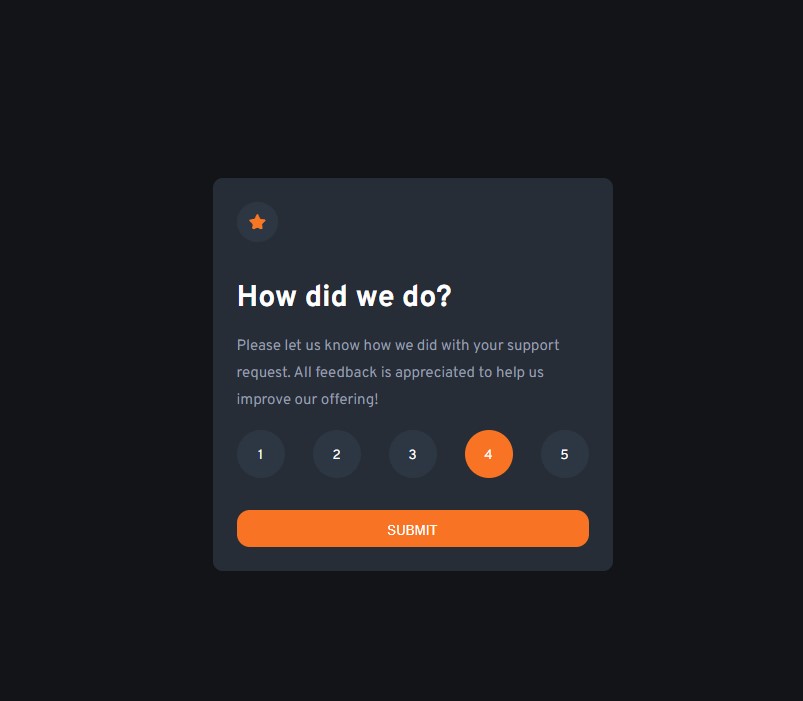 How did we do?
Please let us know how we did with your support
request. All feedback is appreciated to help us
improve our offering!
1 2 3 4 5
SUBMIT